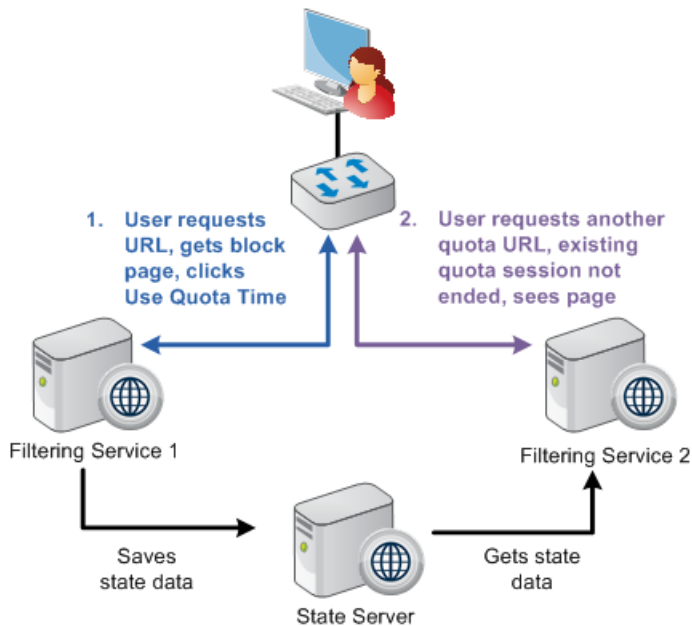 1. User requests
URL, gets block
page, clicks
Use Quota Time
2. User requests another
quota URL, existing
quota session not
ended, sees page
Filtering Service 1
Filtering Service 2
Saves
state data
Gets state
data
State Server